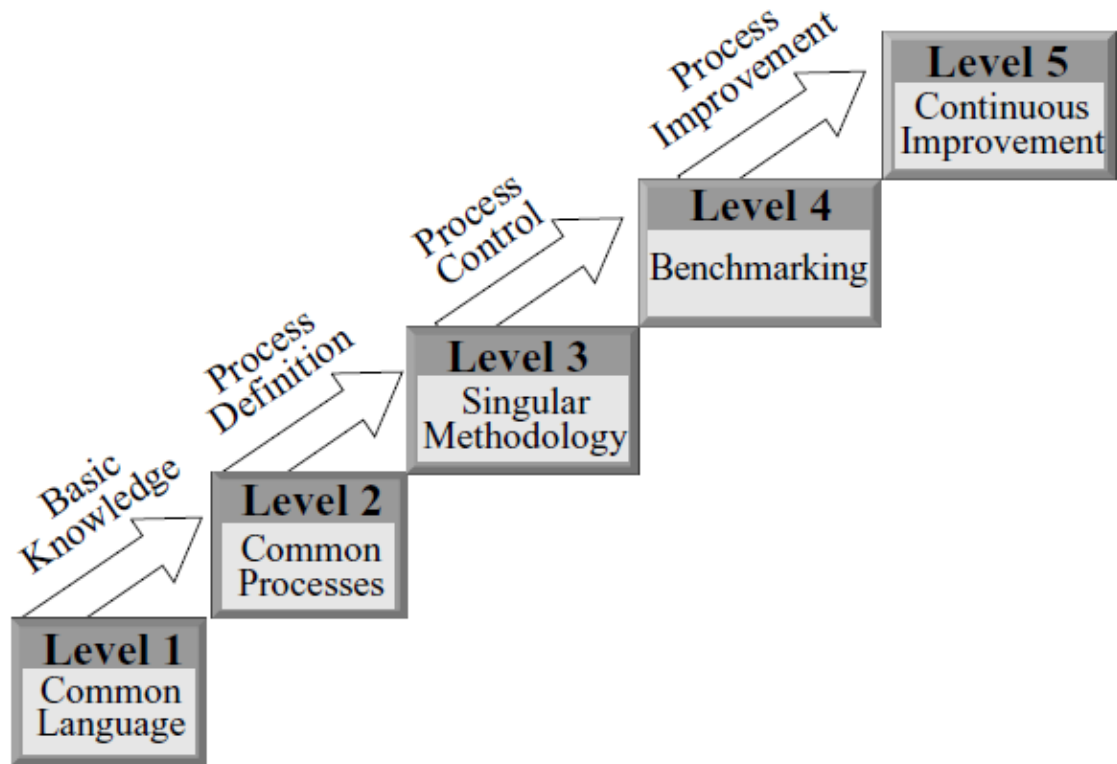 Process
Improvement
Level 5
Continuous
Improvement
Process
Control
Level 4
Benchmarking
Process
Definition
Level 3
Singular
Methodology
Basic
Knowledge
Level 2
Common
Processes
Level 1
Common
Language